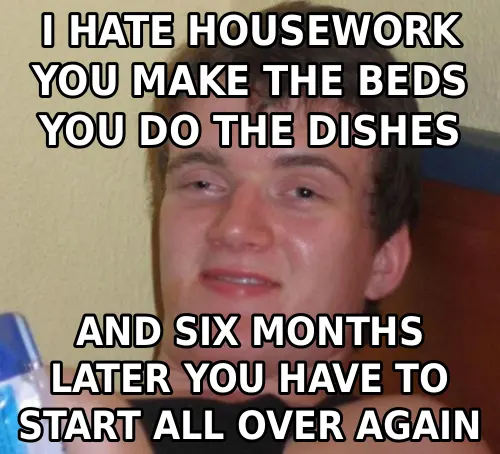 I HATE HOUSEWORK
YOU MAKE THE BEDS
YOU DO THE DISHES
AND SIX MONTHS
LATER YOU HAVE TO
START ALL OVER AGAIN